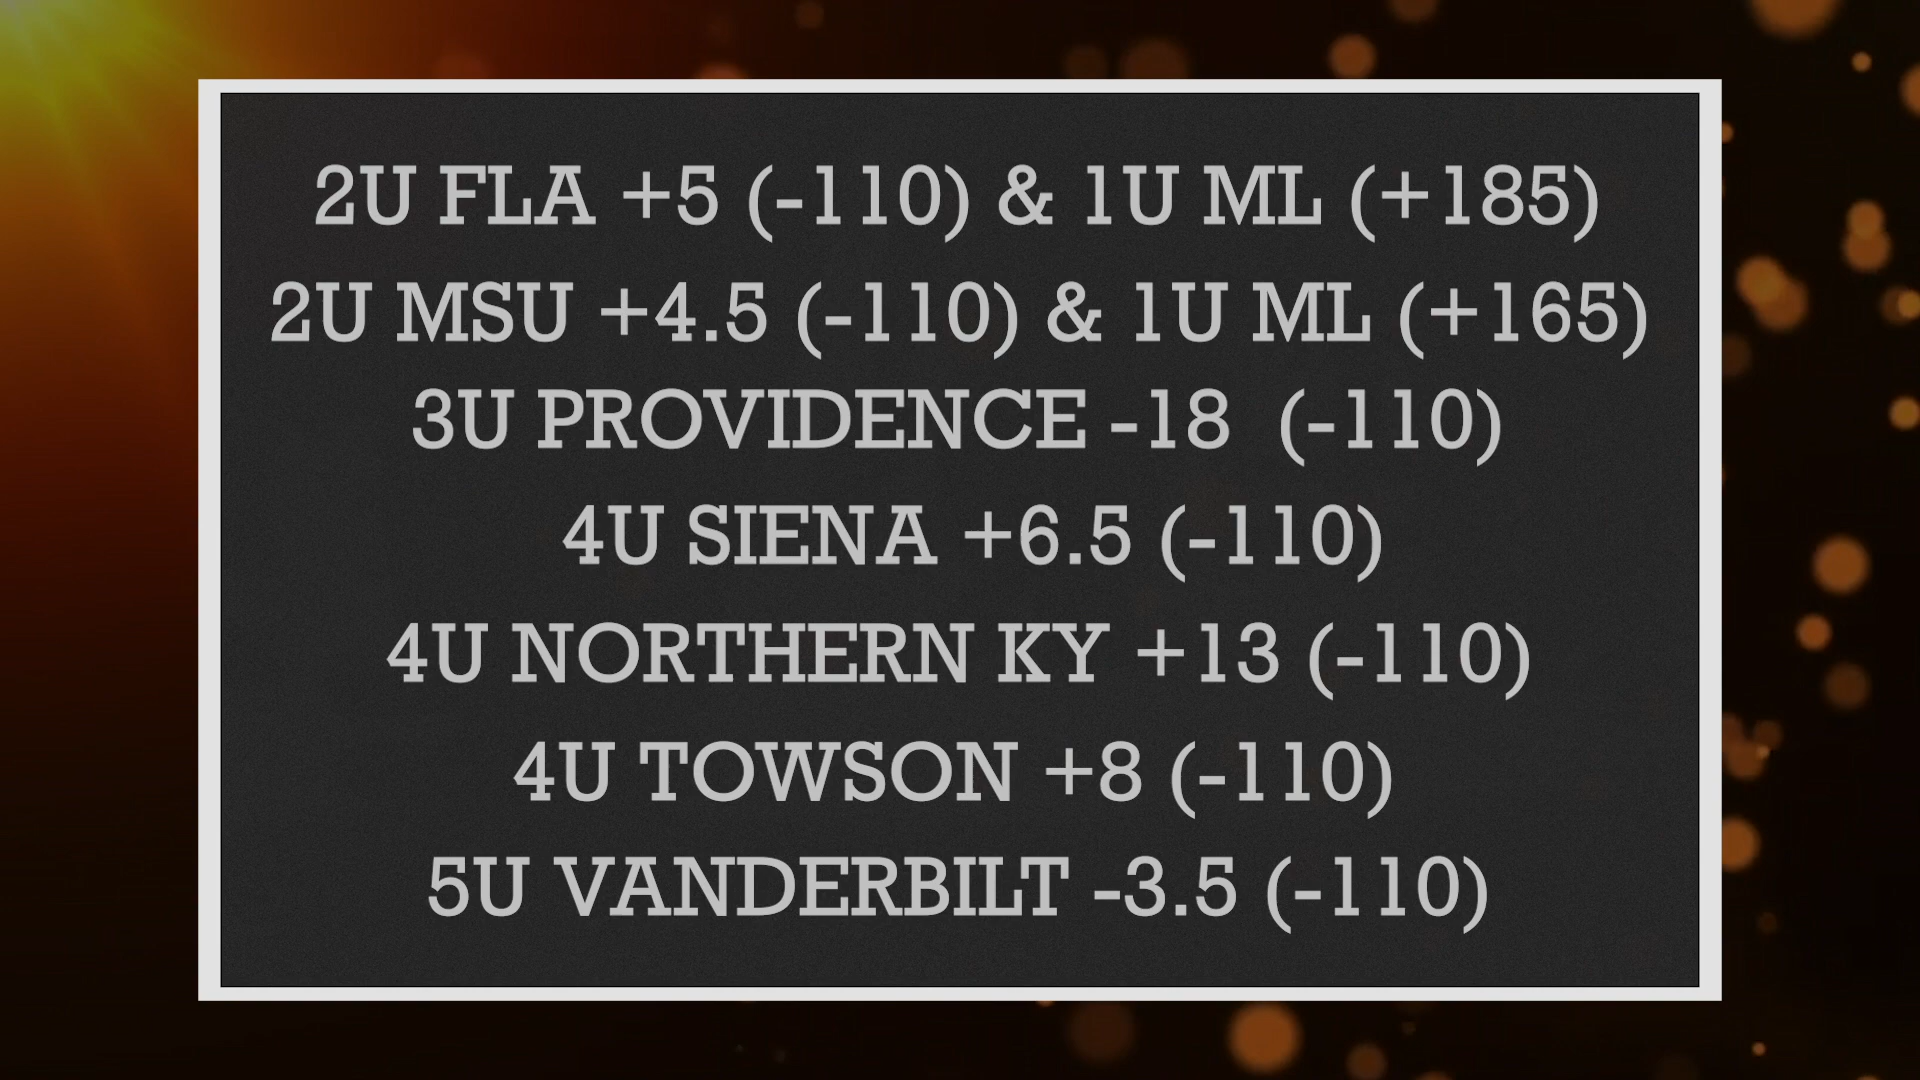 2U FLA +5 (-110) & 1U ML (+185)
2U MSU +4.5 (-110) & 1U ML (+165)
3U PROVIDENCE -18 (-110)
4U SIENA +6.5 (-110)
4U NORTHERN KY +13 (-110)
4U TOWSON +8 (-110)
5U VANDERBILT -3.5 (-110)